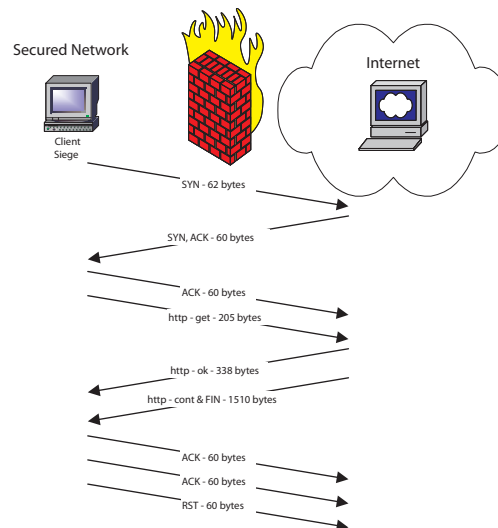 Secured Network
Internet
Client
Siege
SYN - 62 bytes
SYN, ACK - 60 bytes
ACK - 60 bytes
http - get - 205 bytes
http - ok - 338 bytes
http - cont & FIN - 1510 bytes
ACK - 60 bytes
ACK - 60 bytes
RST - 60 bytes